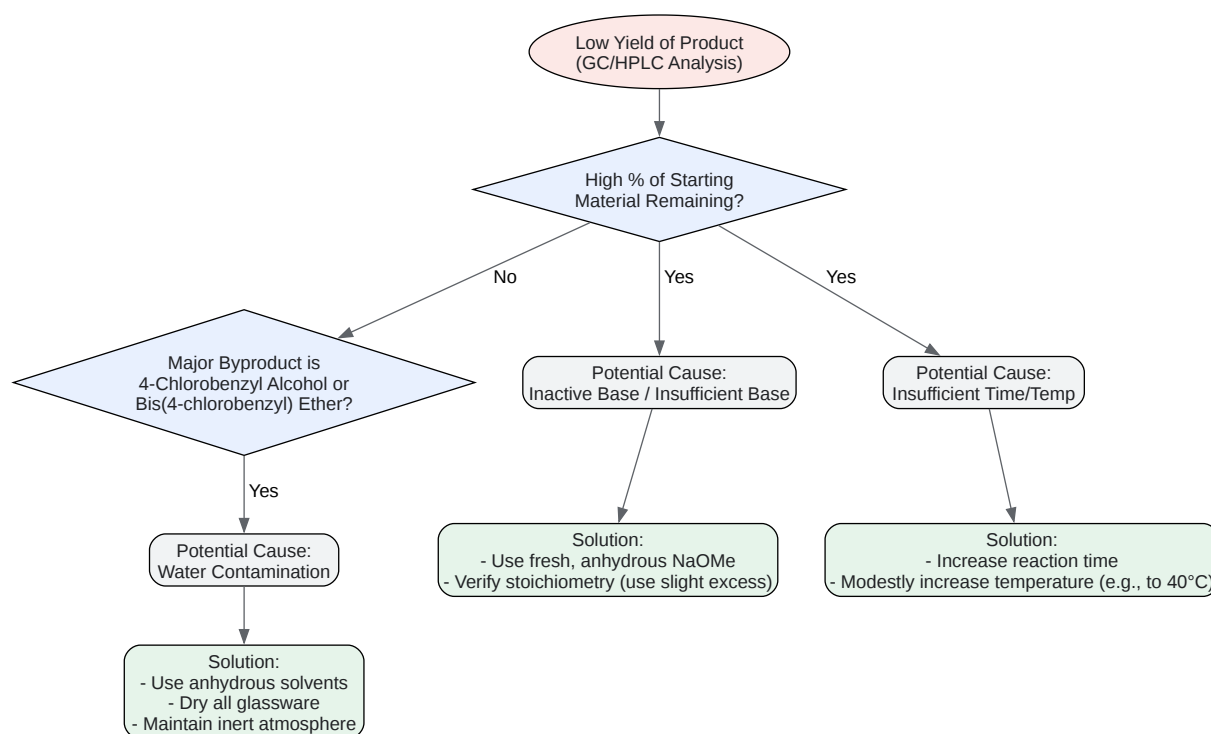 Low Yield of Product
(GC/HPLC Analysis)
High % of Starting
Material Remaining?
No
Yes
Yes
Major Byproduct is
4-Chlorobenzyl Alcohol or
Bis(4-chlorobenzyl) Ether?
Potential Cause:
Inactive Base / Insufficient Base
Potential Cause:
Insufficient Time/Temp
Yes
Potential Cause:
Water Contamination
Solution:
- Use fresh, anhydrous NaOMe
- Verify stoichiometry (use slight excess)
Solution:
- Increase reaction time
- Modestly increase temperature (e.g., to 40°C)
Solution:
- Use anhydrous solvents
- Dry all glassware
- Maintain inert atmosphere